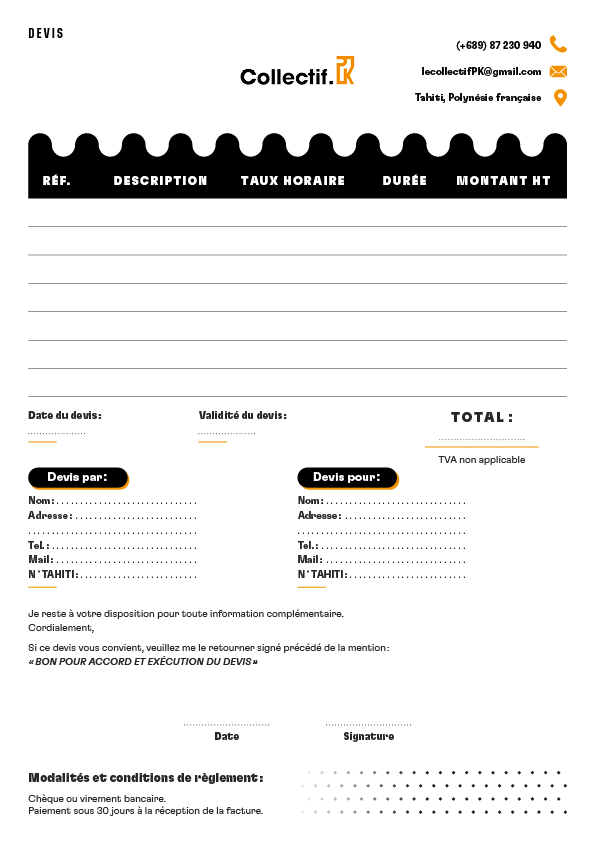 DEVIS
(+689) 87 230 940
Collectif.PK
lecollectifPK@gmail.com
Tahiti, Polynésie française
RÉF. DESCRIPTION TAUX HORAIRE DURÉE MONTANT HT
Date du devis: Validité du devis: TOTAL:
TVA non applicable
Devis par: Devis pour:
Nom: Nom:
Adresse: Adresse:
Tel.: Tel.:
Mail: Mail:
N°TAHITI: N°TAHITI:
Je reste à votre disposition pour toute information complémentaire.
Cordialement,
Si ce devis vous convient, veuillez me le retourner signé précédé de la mention:
«BON POUR ACCORD ET EXÉCUTION DU DEVIS»
Date Signature
Modalités et conditions de règlement:
Chèque ou virement bancaire.
Paiement sous 30 jours à la réception de la facture.